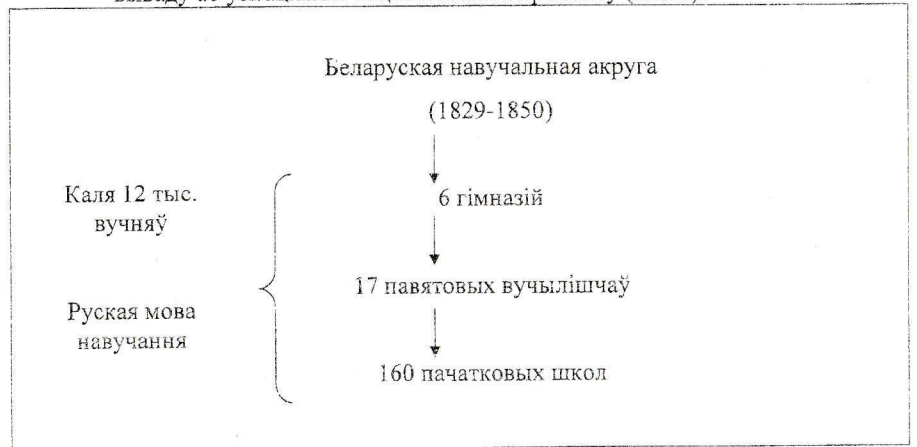 Беларуская навучальная акруга
(1829-1850)
Каля 12 тыс.
вучняў
6 гімназій
17 павятовых вучылішчаў
Руская мова
навучання
160 пачатковых школ